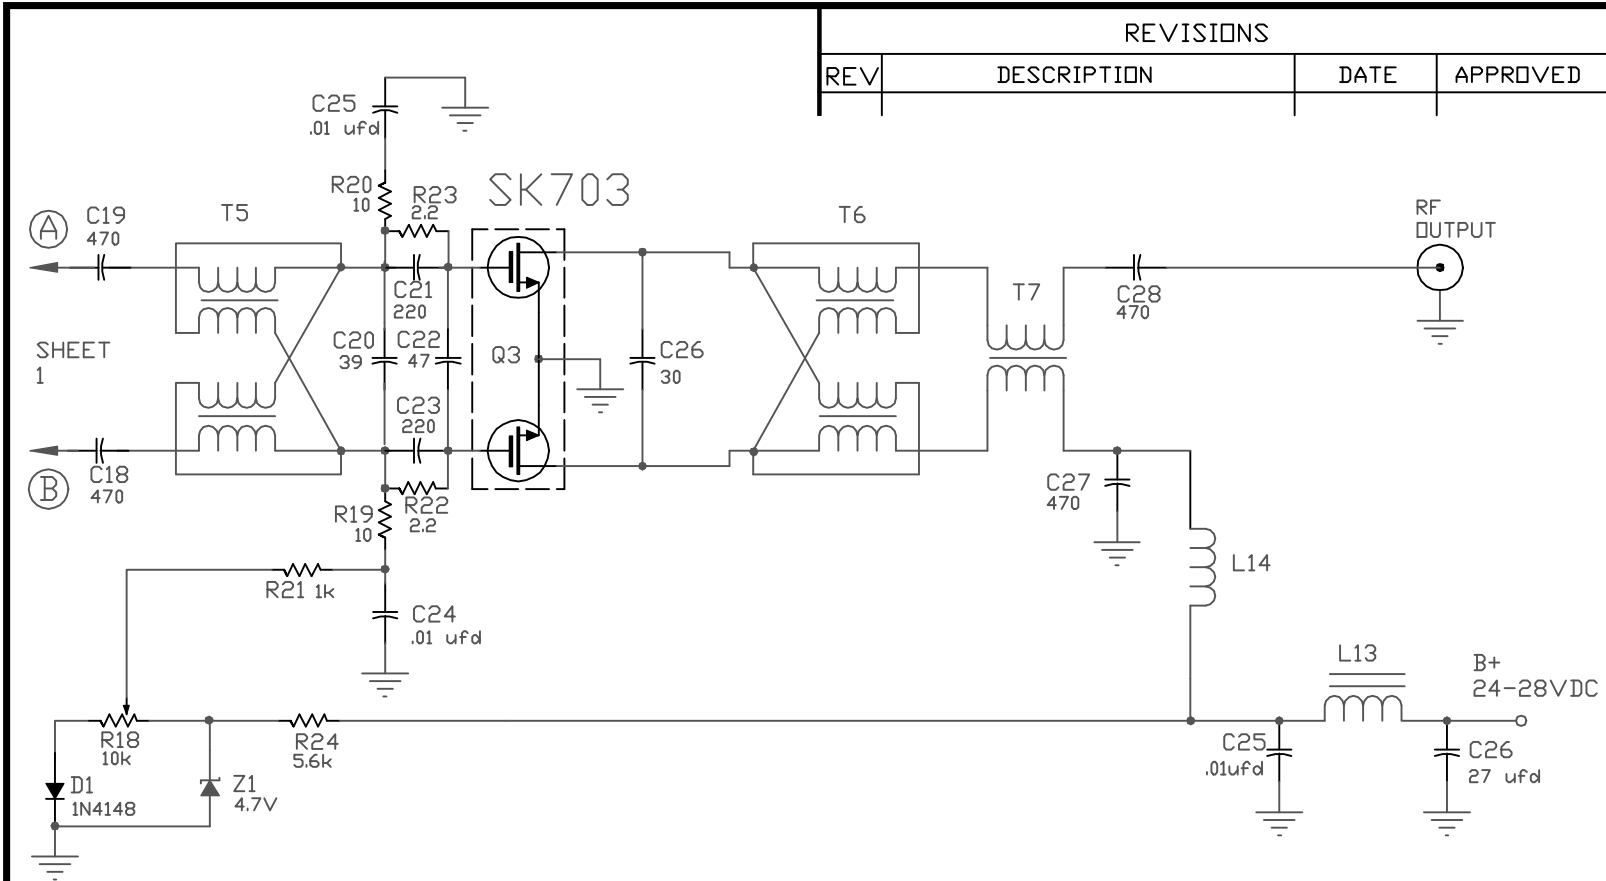 REVISIONS
REV DESCRIPTION DATE APPROVED
C25
.01 ufd
R20
10
R23
2.2
SK703
A
C19
470
T5
T6
RF
OUTPUT
C21
220
T7
C28
470
SHEET
1
C20
39
C22
47
Q3
C26
30
C23
220
B
C18
470
R19
10
R22
2.2
C27
470
R21 1k
L14
C24
.01 ufd
L13
B+
24-28VDC
R18
10k
R24
5.6k
C25
.01ufd
C26
27 ufd
D1
1N4148
Z1
4.7V